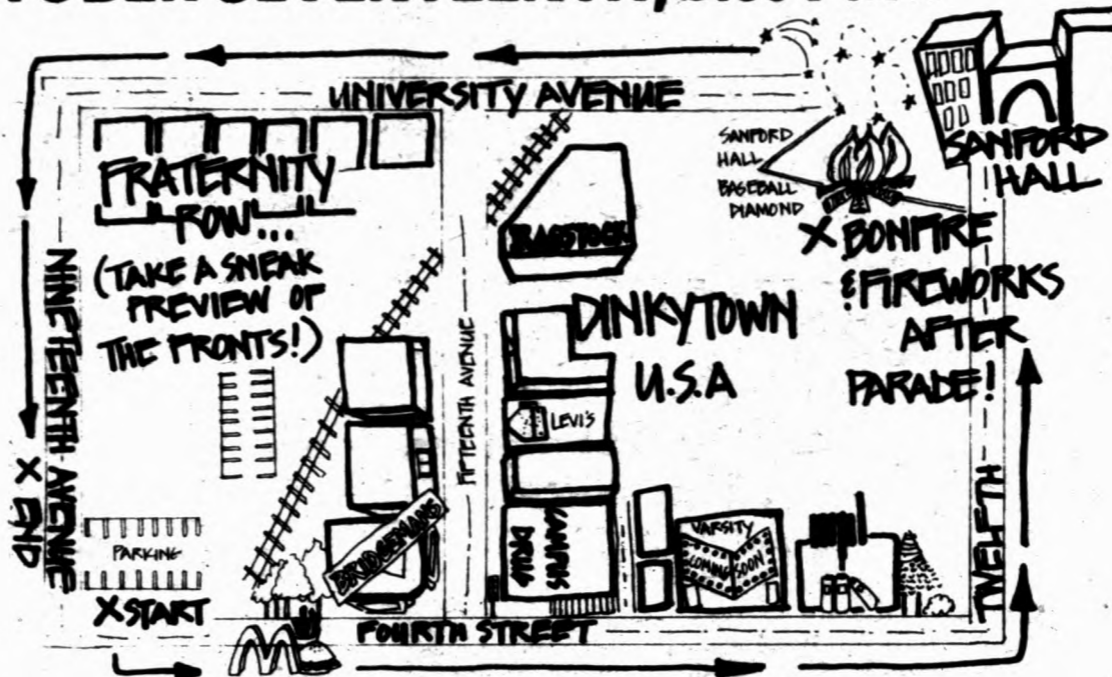 UNIVERSITY AVENUE
SANFORD
HALL
BASEBALL
DIAMOND
SANFORD
HALL
FRATERNITY
ROW...
(TAKE A SNEAK
PREVIEW OF
THE FRONTS!)
RAGSTOCK
X BONFIRE
& FIREWORKS
AFTER
PARADE!
DINKYTOWN
U.S.A
NINETEENTH AVENUE
FIFTEENTH AVENUE
LEVI'S
X END
PARKING
X START
BRIDGEMANS
CAMPUS
DRUG
VARSITY
COMING SOON
TWELFTH
M
FOURTH STREET